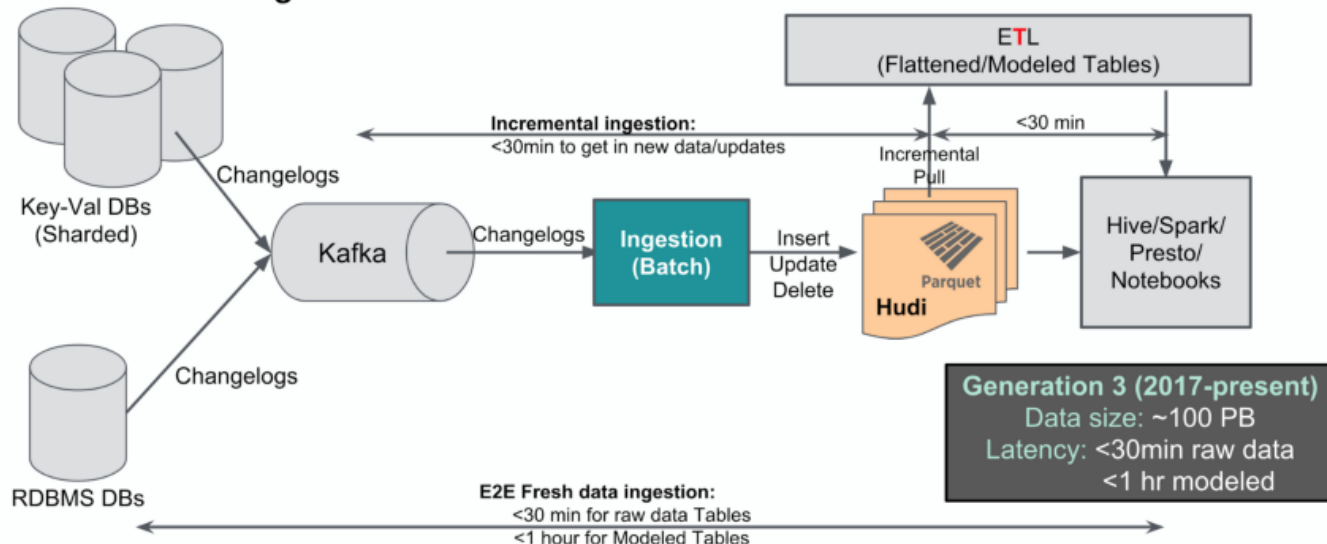 ETL
(Flattened/Modeled Tables)
Incremental ingestion:
<30min to get in new data/updates
<30 min
Incremental
Pull
Changelogs
Key-Val DBs
(Sharded)
Kafka
Changelogs
Ingestion
(Batch)
Insert
Update
Delete
Parquet
Hudi
Hive/Spark/
Presto/
Notebooks
Changelogs
RDBMS DBs
Generation 3 (2017-present)
Data size: ~100 PB
Latency: <30min raw data
<1 hr modeled
E2E Fresh data ingestion:
<30 min for raw data Tables
<1 hour for Modeled Tables